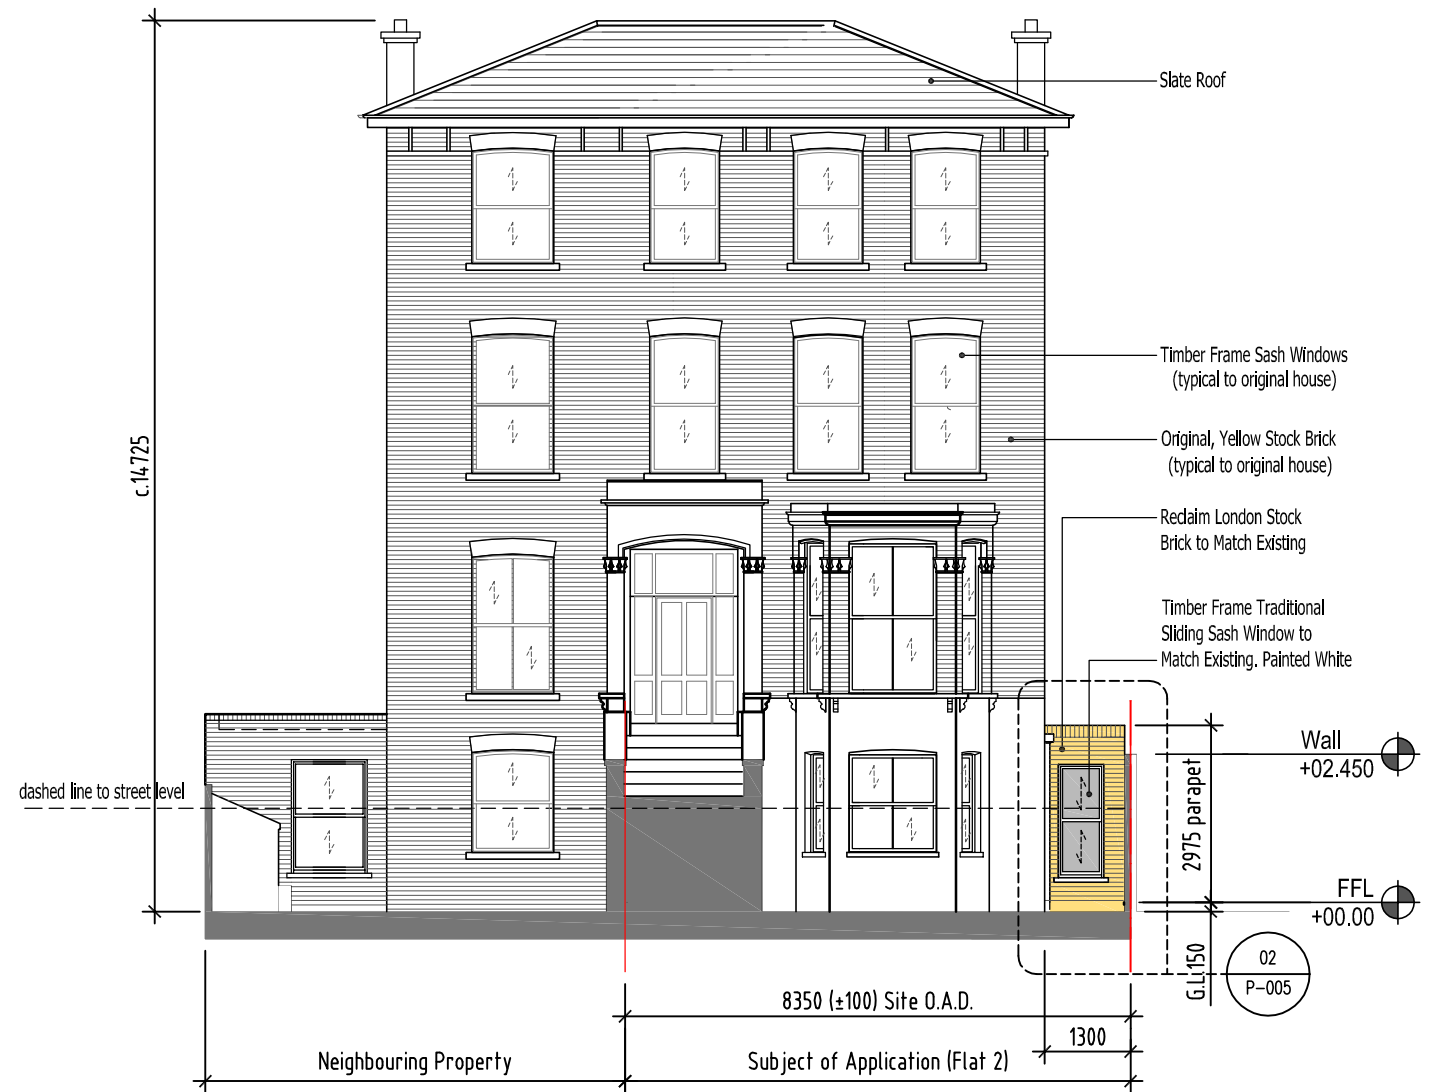 Slate Roof
Timber Frame Sash Windows
(typical to original house)
Original, Yellow Stock Brick
(typical to original house)
Reclaim London Stock
Brick to Match Existing
Timber Frame Traditional
Sliding Sash Window to
Match Existing. Painted White
c.14725
dashed line to street level
Wall
+02.450
2975 parapet
FFL
+00.00
G.L.150
02
P-005
8350 (±100) Site O.A.D.
1300
Neighbouring Property
Subject of Application (Flat 2)